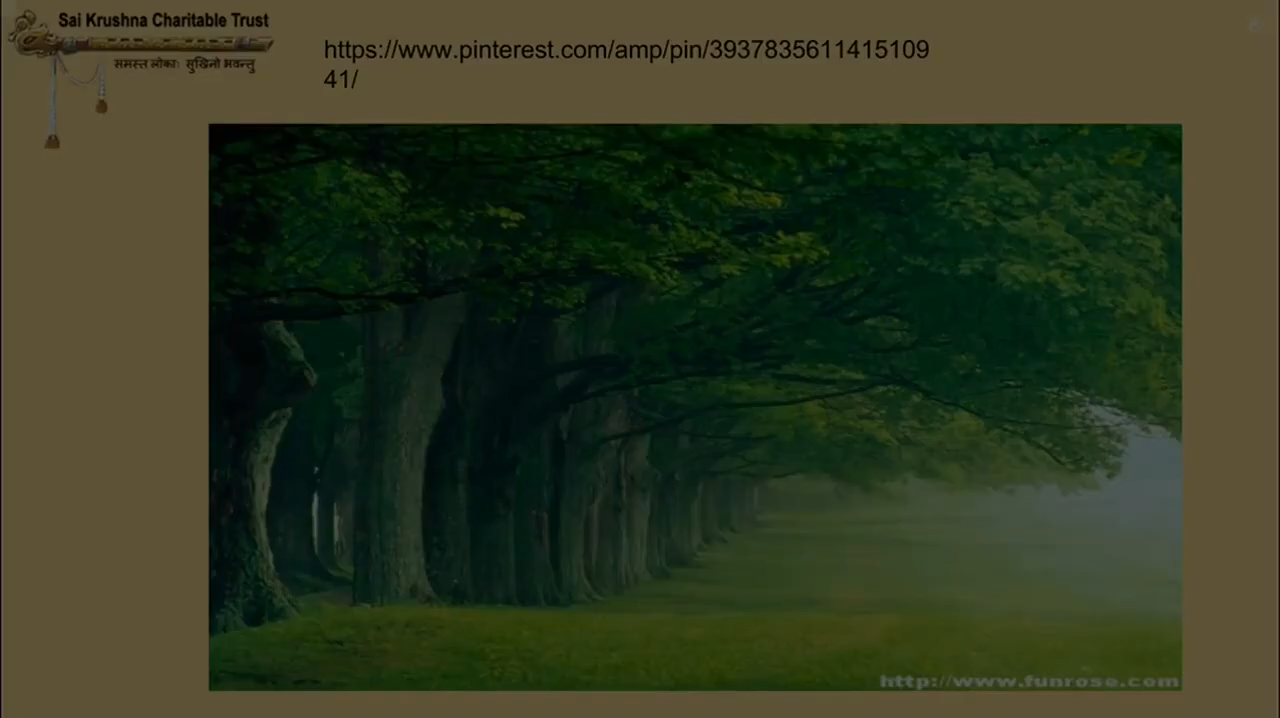 Sai Krushna Charitable Trust
समस्त लोकाः सुखिनो भवन्तु
https://www.pinterest.com/amp/pin/3937835611415109
41/
http://www.funrose.com